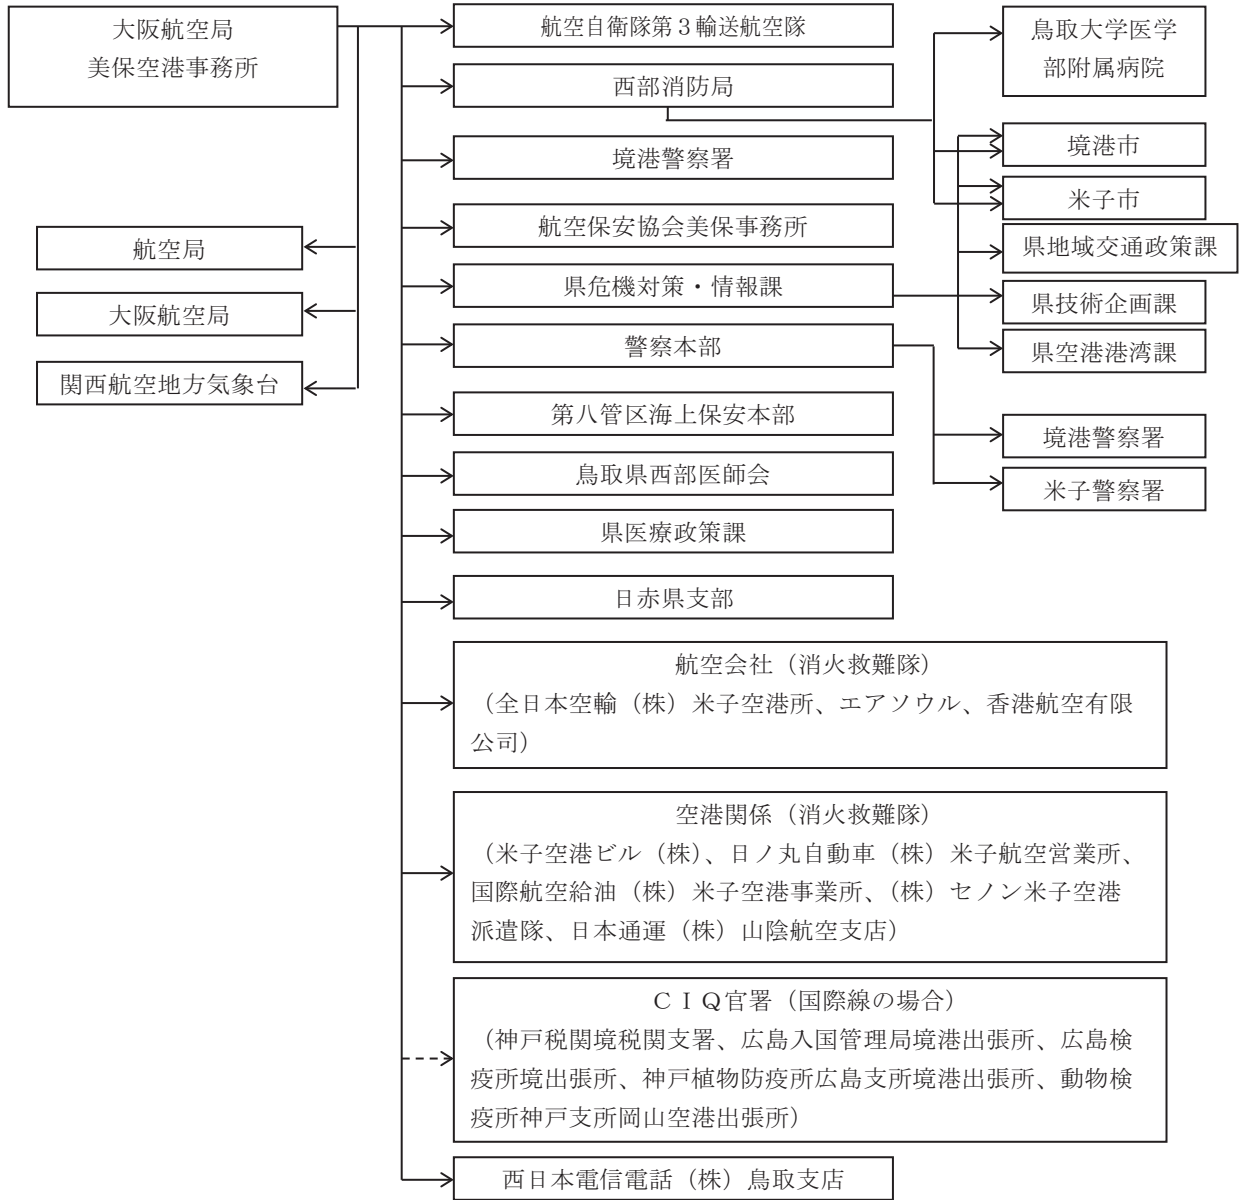 大阪航空局
美保空港事務所
航空局
大阪航空局
関西航空地方気象台
航空自衛隊第３輸送航空隊
西部消防局
境港警察署
航空保安協会美保事務所
県危機対策・情報課
警察本部
第八管区海上保安本部
鳥取県西部医師会
県医療政策課
日赤県支部
航空会社（消火救難隊）
（全日本空輸（株）米子空港所、エアソウル、香港航空有限
公司）
空港関係（消火救難隊）
（米子空港ビル（株）、日ノ丸自動車（株）米子航空営業所、
国際航空給油（株）米子空港事業所、（株）セノン米子空港
派遣隊、日本通運（株）山陰航空支店）
ＣＩＱ官署（国際線の場合）
（神戸税関境税関支署、広島入国管理局境港出張所、広島検
疫所境出張所、神戸植物防疫所広島支所境港出張所、動物検
疫所神戸支所岡山空港出張所）
西日本電信電話（株）鳥取支店
鳥取大学医学
部附属病院
境港市
米子市
県地域交通政策課
県技術企画課
県空港港湾課
境港警察署
米子警察署